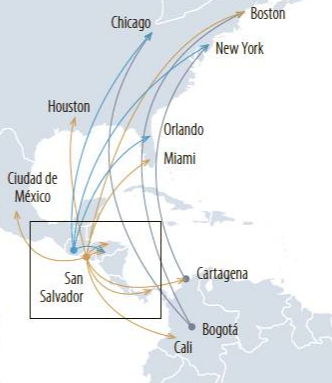 Chicago
Boston
New York
Houston
Orlando
Miami
Ciudad de
México
San
Salvador
Cartagena
Bogotá
Cali